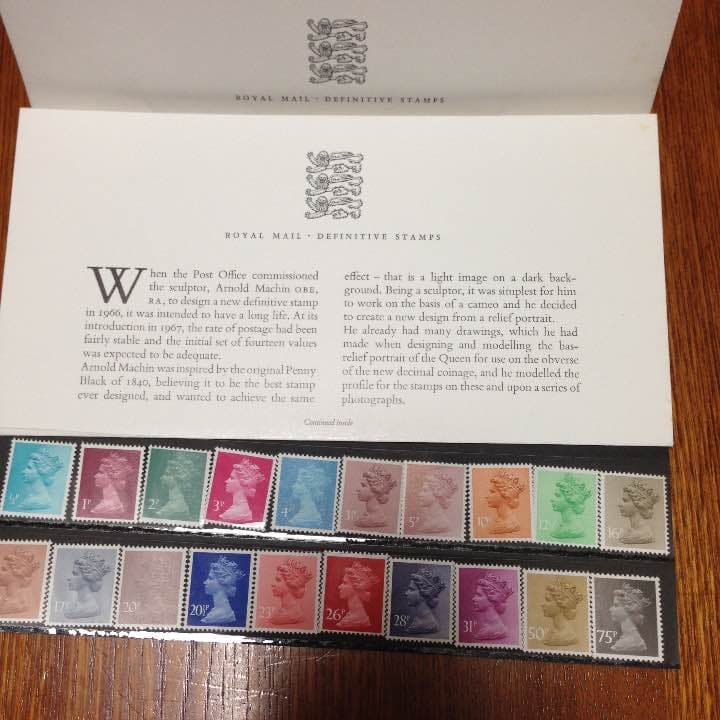 ROYAL MAIL · DEFINITIVE STAMPS
ROYAL MAIL · DEFINITIVE STAMPS
When the Post Office commissioned
the sculptor, Arnold Machin OBE,
RA, to design a new definitive stamp
in 1966, it was intended to have a long life. At its
introduction in 1967, the rate of postage had been
fairly stable and the initial set of fourteen values
was expected to be adequate.
Arnold Machin was inspired by the original Penny
Black of 1840, believing it to be the best stamp
ever designed, and wanted to achieve the same
effect – that is a light image on a dark back-
ground. Being a sculptor, it was simplest for him
to work on the basis of a cameo and he decided
to create a new design from a relief portrait.
He already had many drawings, which he had
made when designing and modelling the bas-
relief portrait of the Queen for use on the obverse
of the new decimal coinage, and he modelled the
profile for the stamps on these and upon a series of
photographs.
Continued inside
½P 1P 2P 3P 4P 5P 10P 12P 16P
17P 20P 20½P 23P 26P 28P 31P 50P 75P